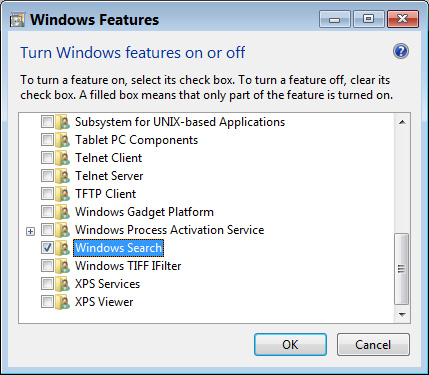 Windows Features
Turn Windows features on or off
To turn a feature on, select its check box. To turn a feature off, clear its
check box. A filled box means that only part of the feature is turned on.
Subsystem for UNIX-based Applications
Tablet PC Components
Telnet Client
Telnet Server
TFTP Client
Windows Gadget Platform
Windows Process Activation Service
Windows Search
Windows TIFF IFilter
XPS Services
XPS Viewer
OK
Cancel